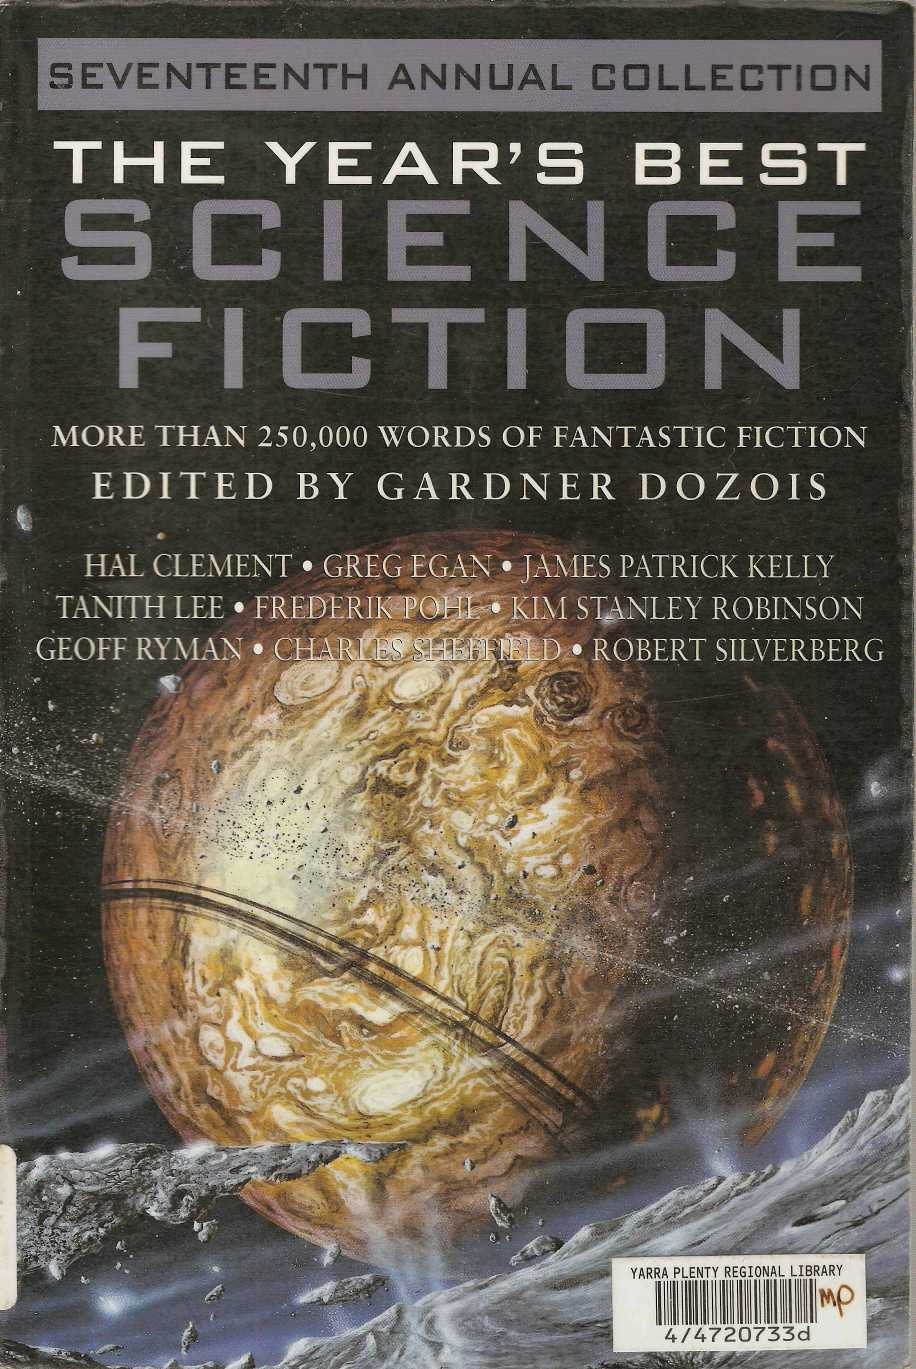 SEVENTEENTH ANNUAL COLLECTION
THE YEAR'S BEST
SCIENCE
FICTION
MORE THAN 250,000 WORDS OF FANTASTIC FICTION
EDITED BY GARDNER DOZOIS
HAL CLEMENT • GREG EGAN • JAMES PATRICK KELLY
TANITH LEE • FREDERIK POHL • KIM STANLEY ROBINSON
GEOFF RYMAN • CHARLES SHEFFIELD • ROBERT SILVERBERG
YARRA PLENTY REGIONAL LIBRARY
MP
4/4720733d